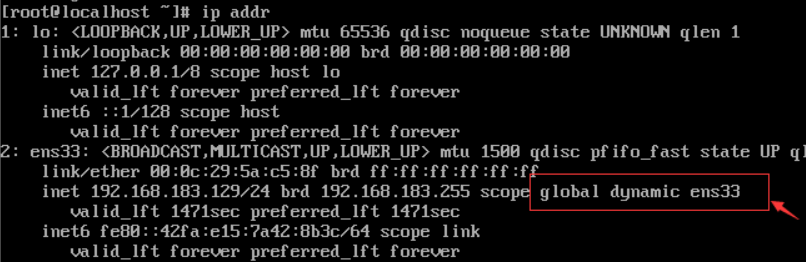 [root@localhost ~]# ip addr
1: lo: <LOOPBACK,UP,LOWER_UP> mtu 65536 qdisc noqueue state UNKNOWN qlen 1
link/loopback 00:00:00:00:00:00 brd 00:00:00:00:00:00
inet 127.0.0.1/8 scope host lo
valid_lft forever preferred_lft forever
inet6 ::1/128 scope host
valid_lft forever preferred_lft forever
2: ens33: <BROADCAST,MULTICAST,UP,LOWER_UP> mtu 1500 qdisc pfifo_fast state UP ql
link/ether 00:0c:29:5a:c5:8f brd ff:ff:ff:ff:ff:ff
inet 192.168.183.129/24 brd 192.168.183.255 scope global dynamic ens33
valid_lft 1471sec preferred_lft 1471sec
inet6 fe80::42fa:e15:7a42:8b3c/64 scope link
valid_lft forever preferred_lft forever